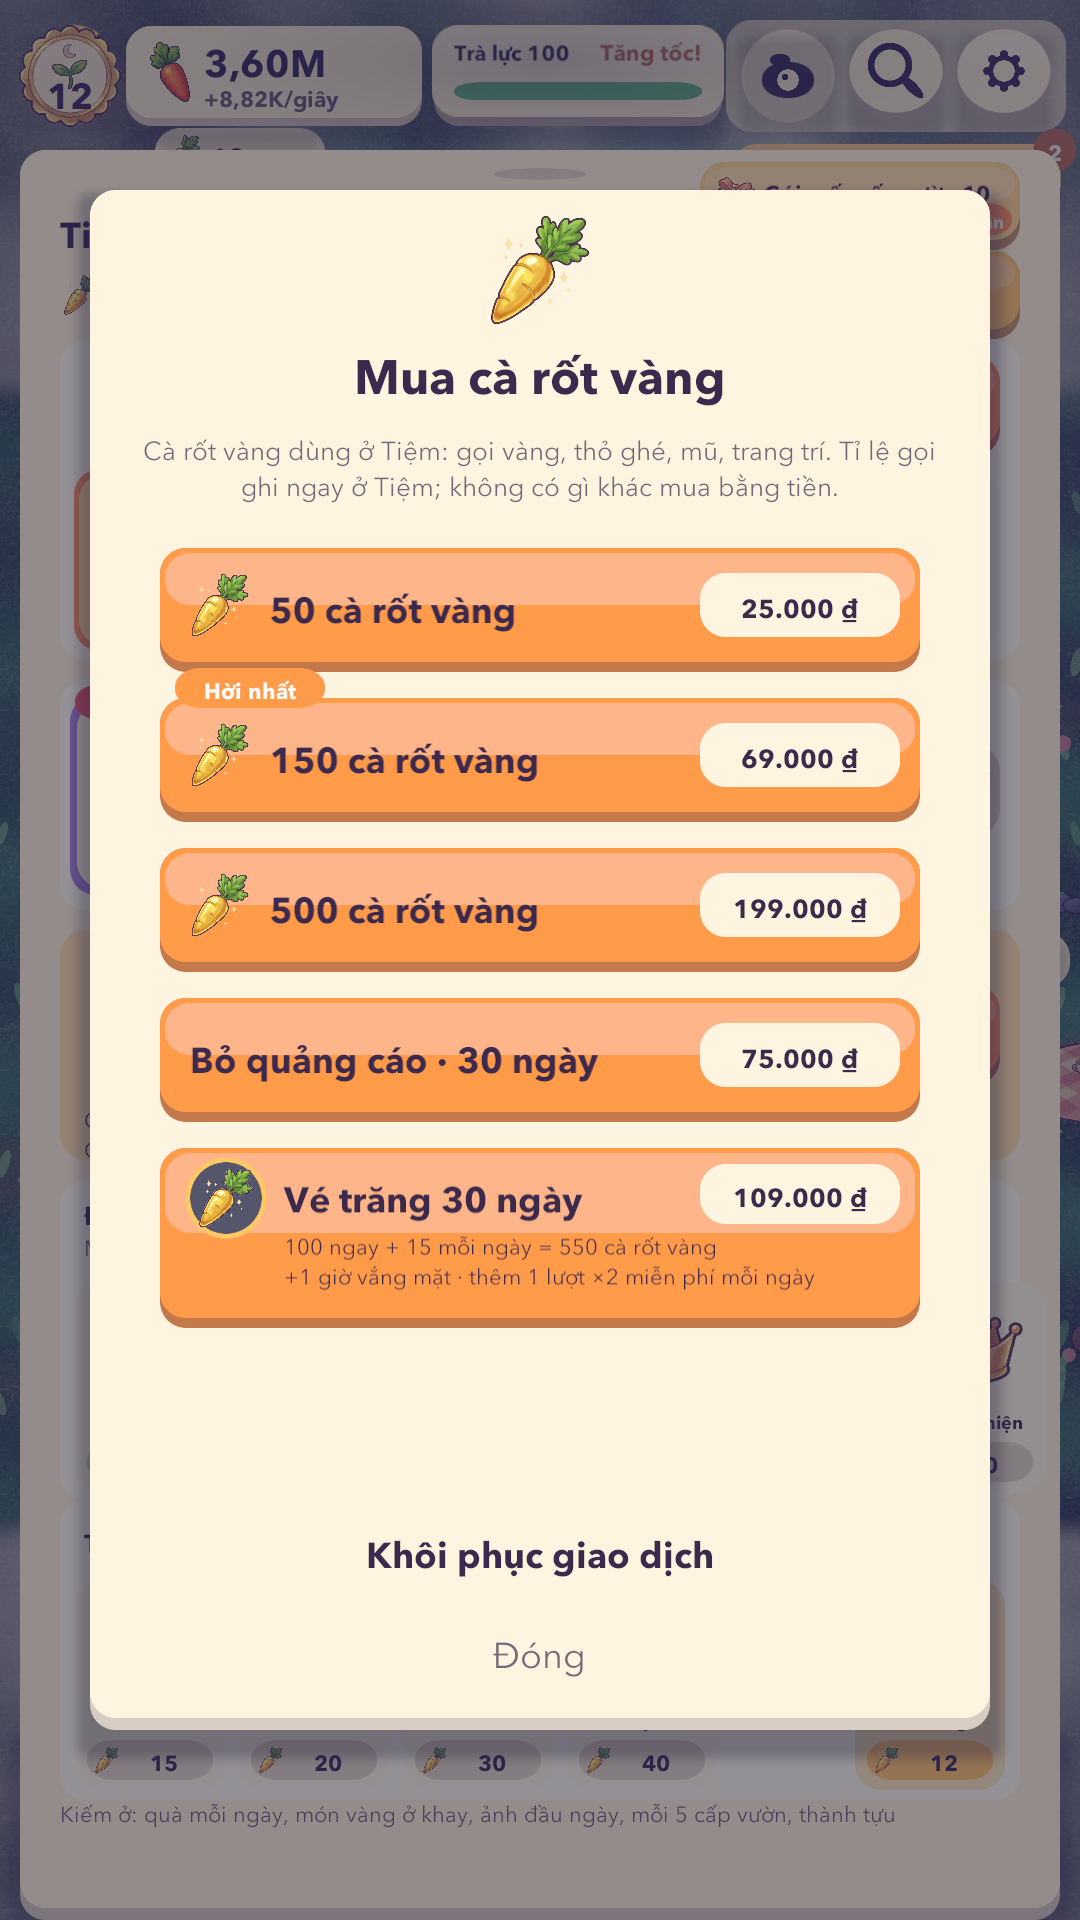 12
3,60M
+8,82K/giây
Trà lực 100
Tăng tốc!
2
10
Mua cà rốt vàng
Cà rốt vàng dùng ở Tiệm: gọi vàng, thỏ ghé, mũ, trang trí. Tỉ lệ gọi
ghi ngay ở Tiệm; không có gì khác mua bằng tiền.
50 cà rốt vàng
25.000 ₫
Hời nhất
150 cà rốt vàng
69.000 ₫
500 cà rốt vàng
199.000 ₫
Bỏ quảng cáo · 30 ngày
75.000 ₫
Vé trăng 30 ngày
109.000 ₫
100 ngay + 15 mỗi ngày = 550 cà rốt vàng
+1 giờ vắng mặt · thêm 1 lượt ×2 miễn phí mỗi ngày
Khôi phục giao dịch
Đóng
15
20
30
40
12
Kiếm ở: quà mỗi ngày, món vàng ở khay, ảnh đầu ngày, mỗi 5 cấp vườn, thành tựu